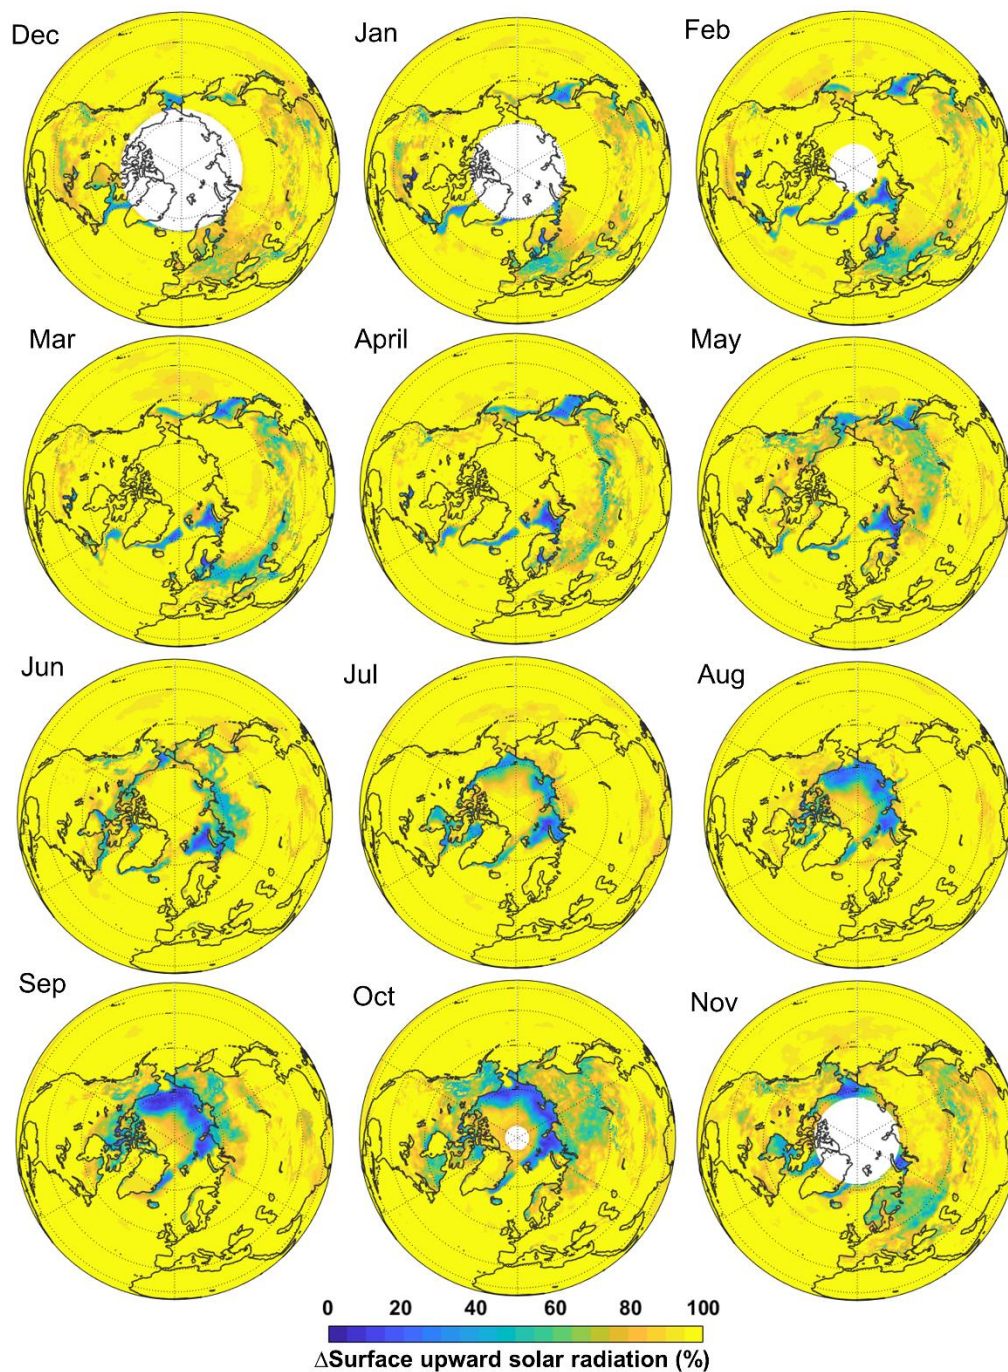 Dec Jan Feb
Mar April May
Jun Jul Aug
Sep Oct Nov
0 20 40 60 80 100
∆Surface upward solar radiation (%)